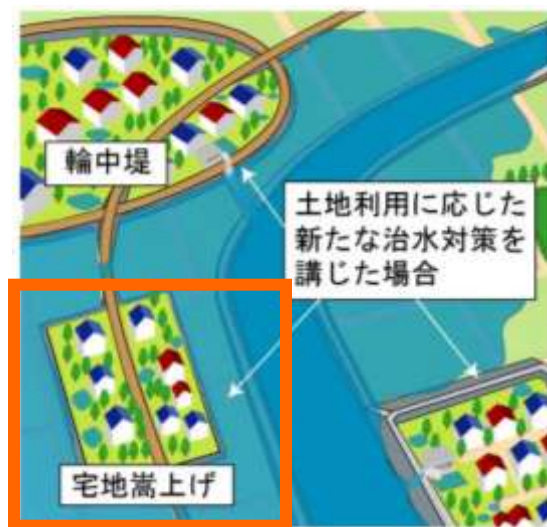 輪中堤
土地利用に応じた
新たな治水対策を
講じた場合
宅地嵩上げ